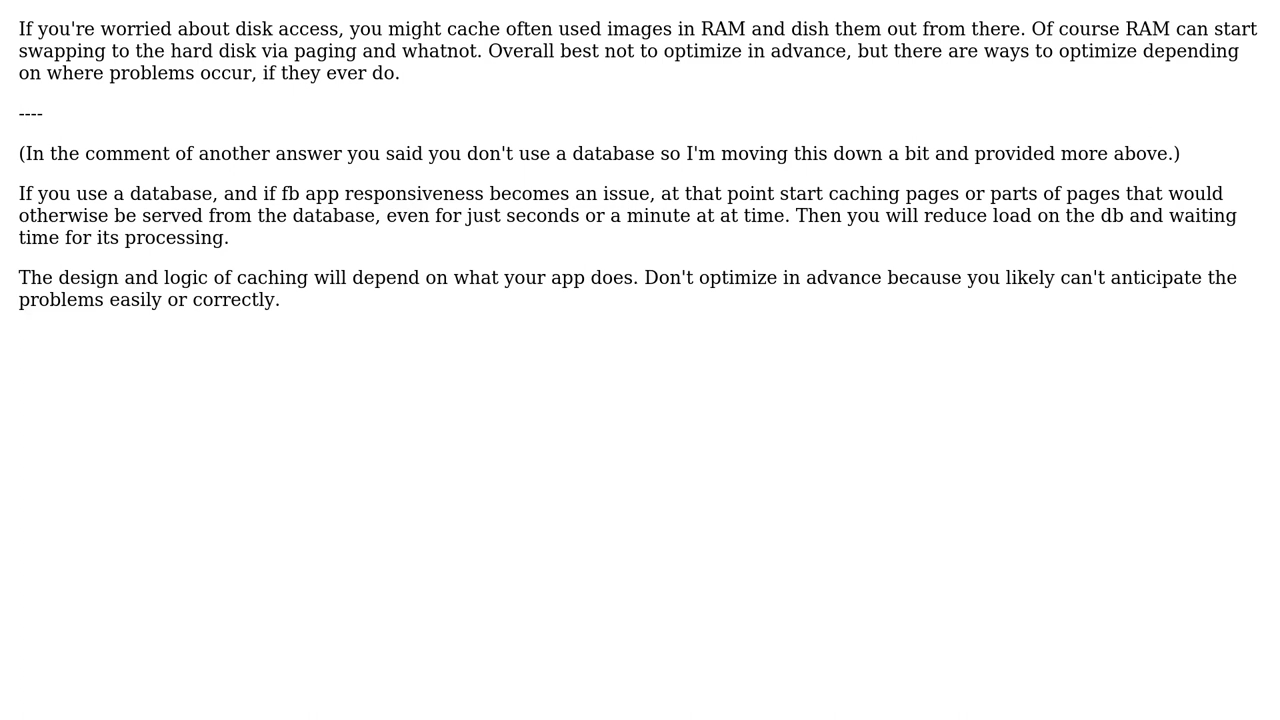 If you're worried about disk access, you might cache often used images in RAM and dish them out from there. Of course RAM can start
swapping to the hard disk via paging and whatnot. Overall best not to optimize in advance, but there are ways to optimize depending
on where problems occur, if they ever do.
----
(In the comment of another answer you said you don't use a database so I'm moving this down a bit and provided more above.)
If you use a database, and if fb app responsiveness becomes an issue, at that point start caching pages or parts of pages that would
otherwise be served from the database, even for just seconds or a minute at at time. Then you will reduce load on the db and waiting
time for its processing.
The design and logic of caching will depend on what your app does. Don't optimize in advance because you likely can't anticipate the
problems easily or correctly.